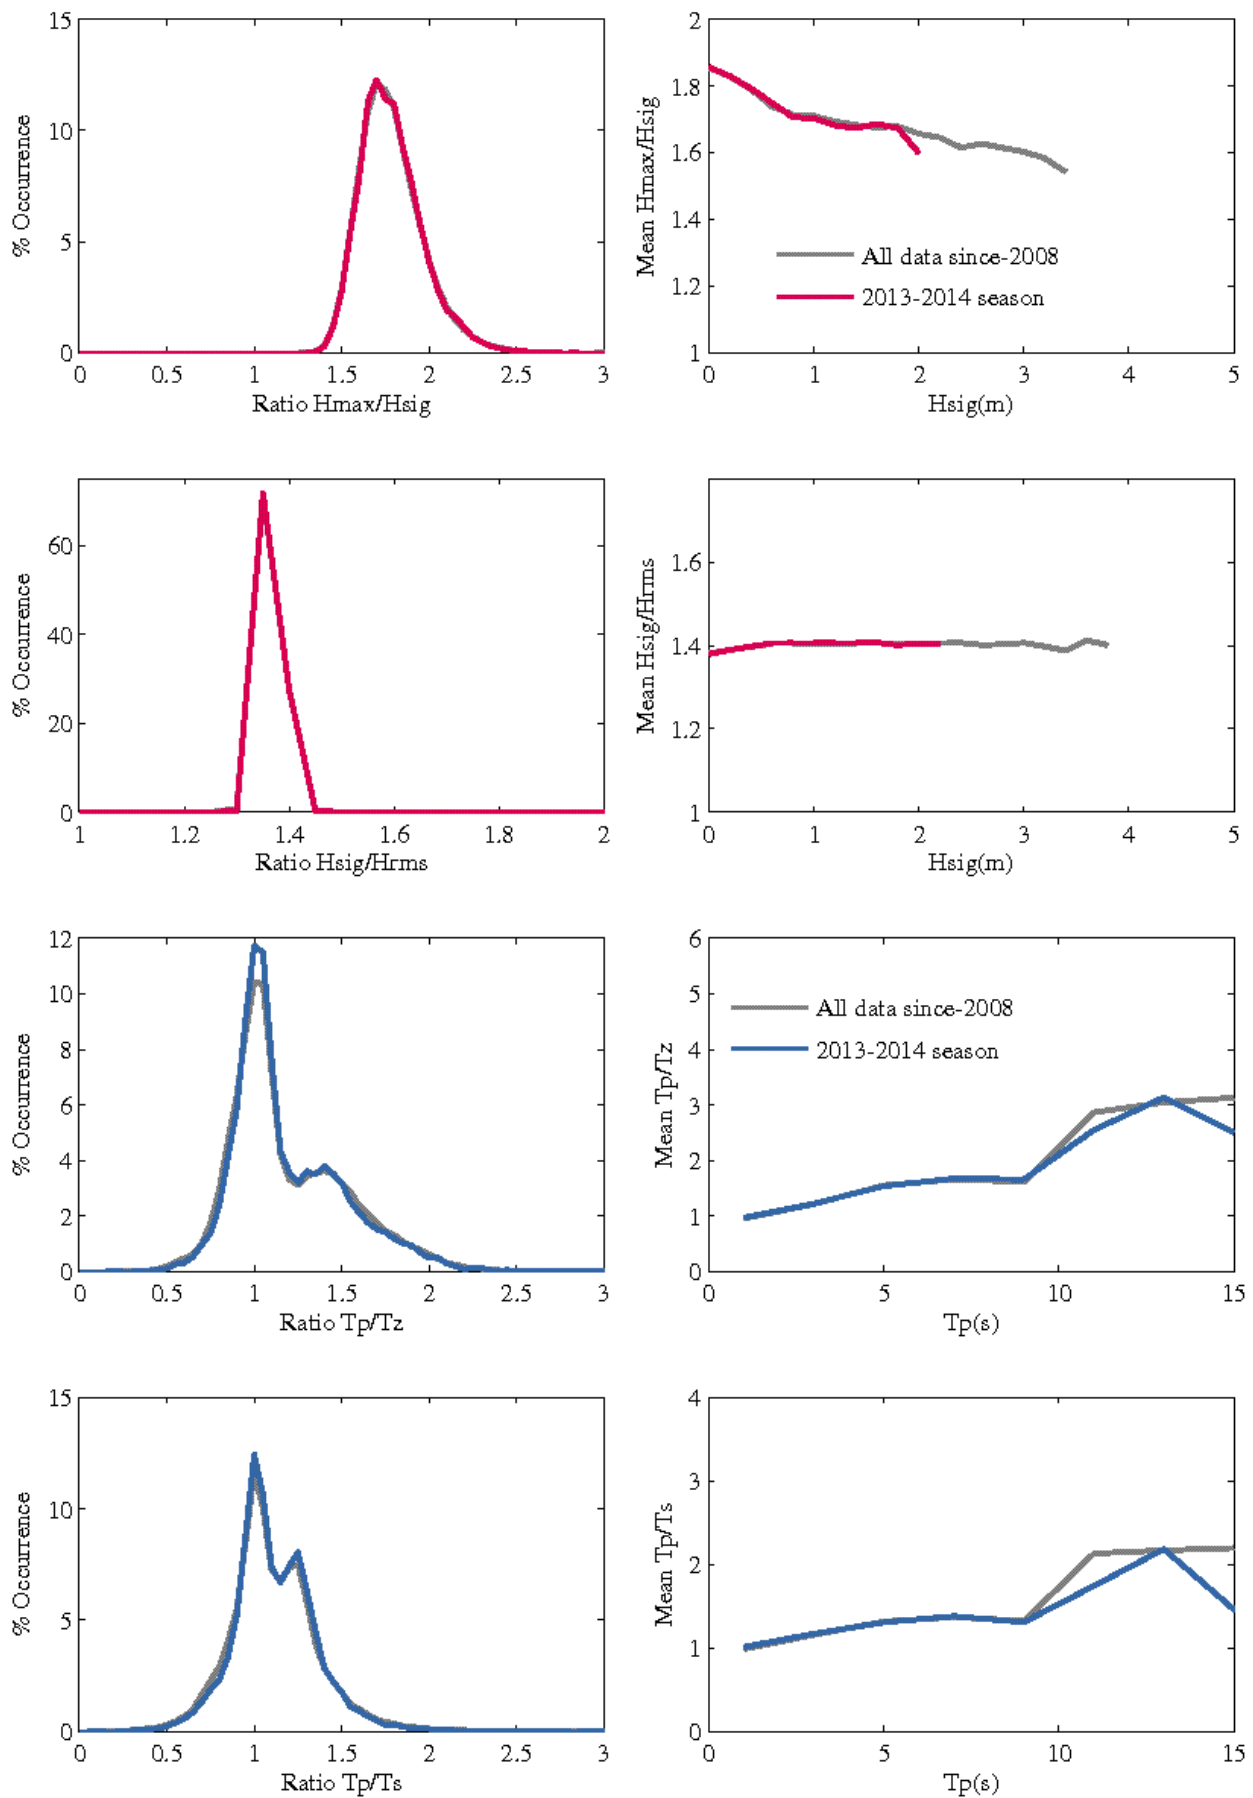 15
10
5
0
% Occurrence
0 0.5 1 1.5 2 2.5 3
Ratio Hmax/Hsig
2
1.8
1.6
1.4
1.2
1
Mean Hmax/Hsig
All data since-2008
2013-2014 season
0 1 2 3 4 5
Hsig(m)
60
40
20
0
% Occurrence
1 1.2 1.4 1.6 1.8 2
Ratio Hsig/Hrms
1.6
1.4
1.2
1
Mean Hsig/Hrms
0 1 2 3 4 5
Hsig(m)
12
10
8
6
4
2
0
% Occurrence
0 0.5 1 1.5 2 2.5 3
Ratio Tp/Tz
6
5
4
3
2
1
0
Mean Tp/Tz
All data since-2008
2013-2014 season
0 5 10 15
Tp(s)
15
10
5
0
% Occurrence
0 0.5 1 1.5 2 2.5 3
Ratio Tp/Ts
4
3
2
1
0
Mean Tp/Ts
0 5 10 15
Tp(s)